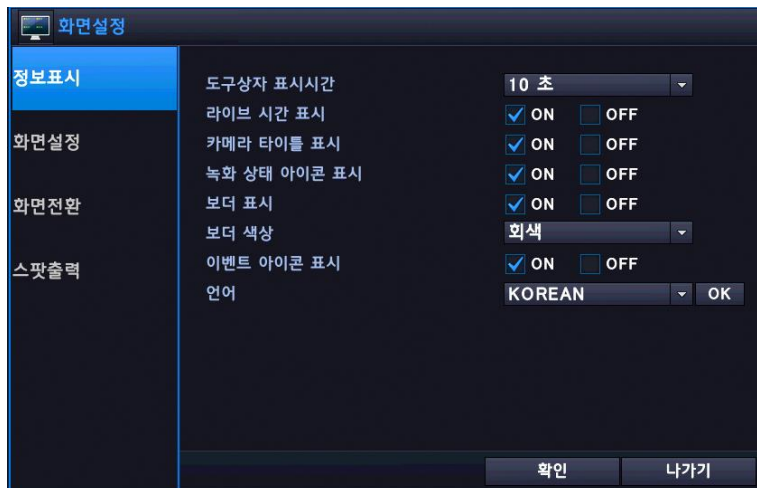 화면설정
정보표시
화면설정
화면전환
스팟출력
도구상자 표시시간 10 초
라이브 시간 표시 ON OFF
카메라 타이틀 표시 ON OFF
녹화 상태 아이콘 표시 ON OFF
보더 표시 ON OFF
보더 색상 회색
이벤트 아이콘 표시 ON OFF
언어 KOREAN OK
확인 나가기